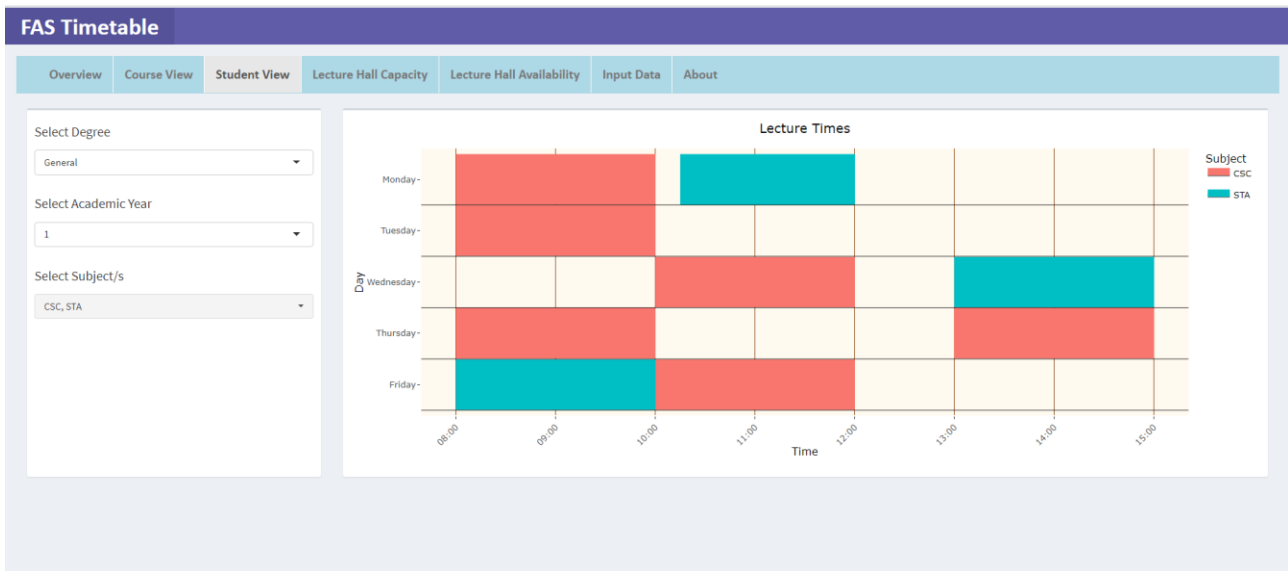 FAS Timetable
Overview Course View Student View Lecture Hall Capacity Lecture Hall Availability Input Data About
Select Degree
General
Select Academic Year
1
Select Subject/s
CSC, STA
Lecture Times
Subject
CSC
STA
Day
Monday
Tuesday
Wednesday
Thursday
Friday
08:00 09:00 10:00 11:00 12:00 13:00 14:00 15:00
Time